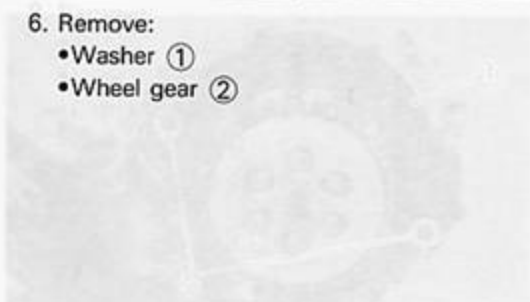 6. Remove:
•Washer ①
•Wheel gear ②